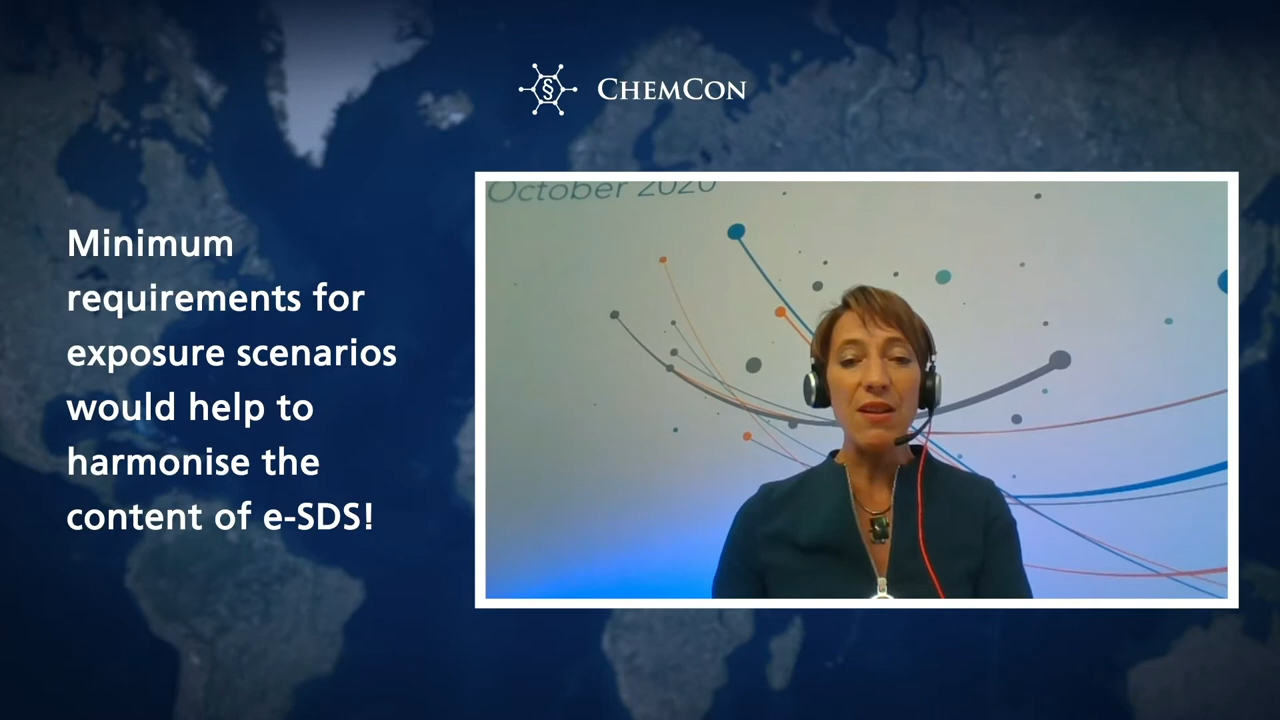 CHEMCON
October 2020
Minimum
requirements for
exposure scenarios
would help to
harmonise the
content of e-SDS!